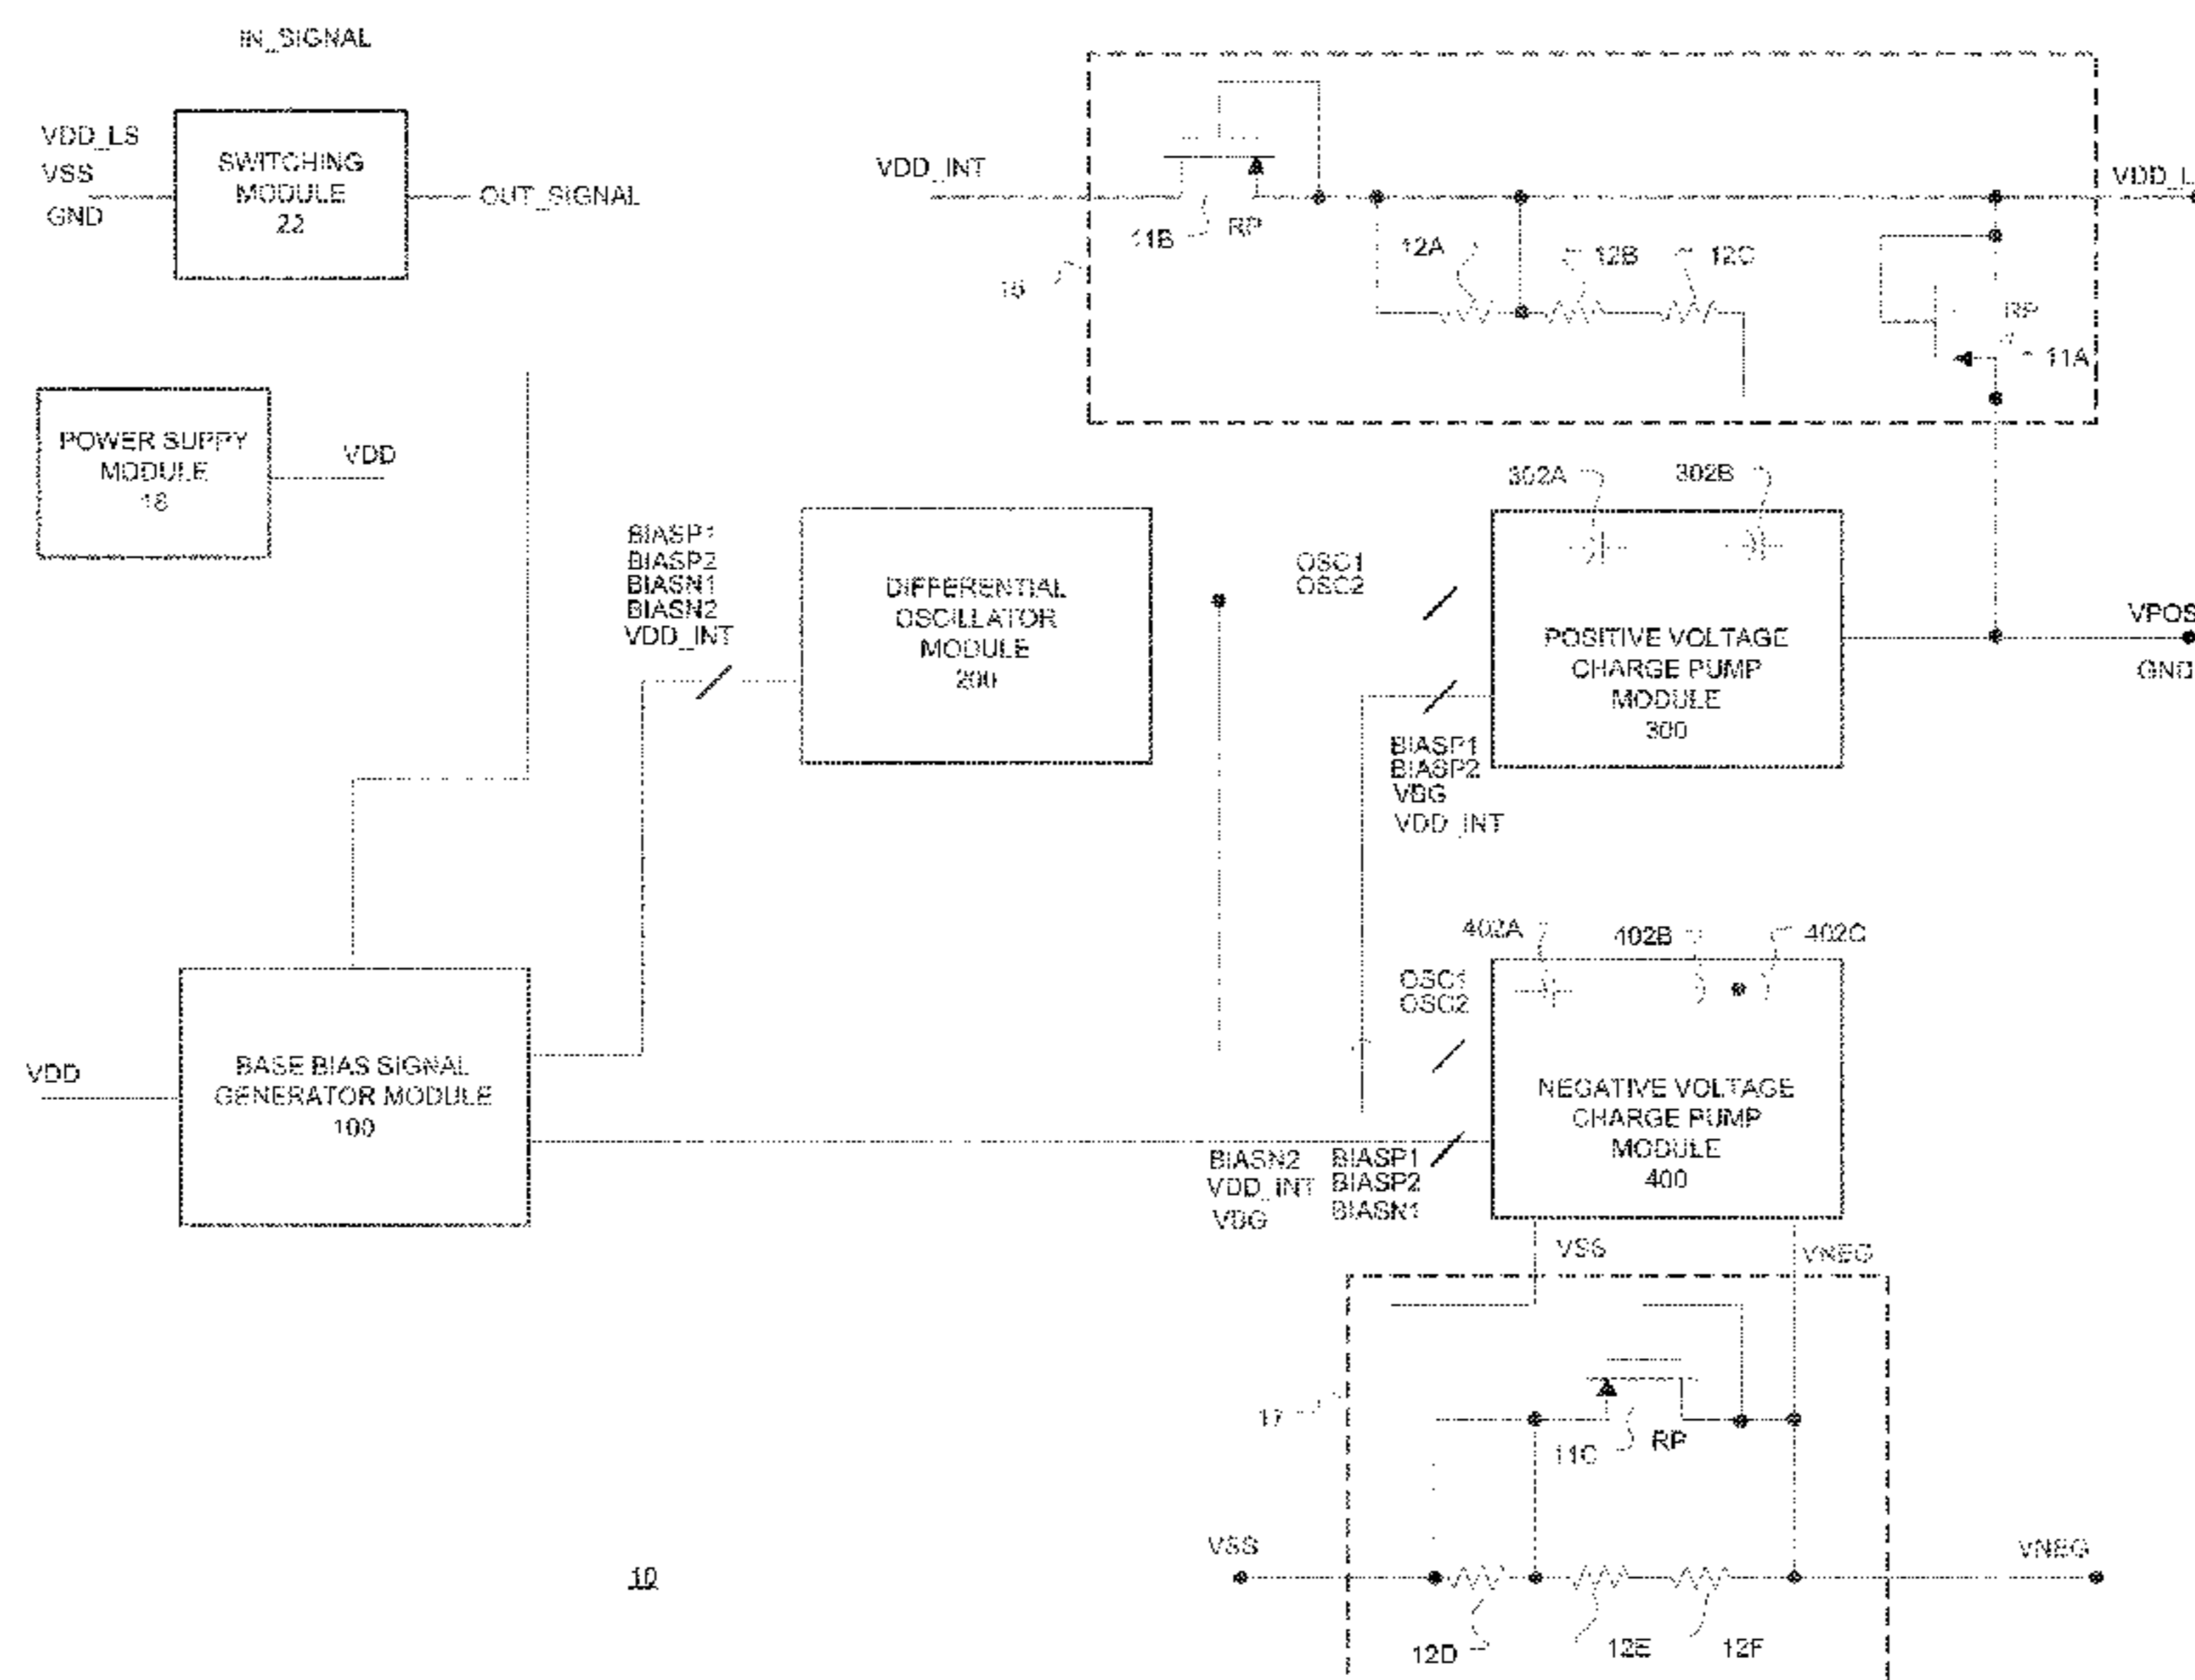 IN_SIGNAL
VDD_LS
VSS
GND
SWITCHING
MODULE
22
OUT_SIGNAL
VDD_INT
11B
RP
12A
12B
12C
VDD_L
RP
11A
POWER SUPPLY
MODULE
18
VDD
BIASP1
BIASP2
BIASN1
BIASN2
VDD_INT
DIFFERENTIAL
OSCILLATOR
MODULE
200
OSC1
OSC2
302A
302B
POSITIVE VOLTAGE
CHARGE PUMP
MODULE
300
VPOS
GND
BIASP1
BIASP2
VBG
VDD_INT
402A
402B
402C
OSC1
OSC2
VDD
BASE BIAS SIGNAL
GENERATOR MODULE
100
NEGATIVE VOLTAGE
CHARGE PUMP
MODULE
400
BIASN2
VDD_INT
VBG
BIASP1
BIASP2
BIASN1
VSS
VNEG
17
11C
RP
VSS
VNEG
10
12D
12E
12F